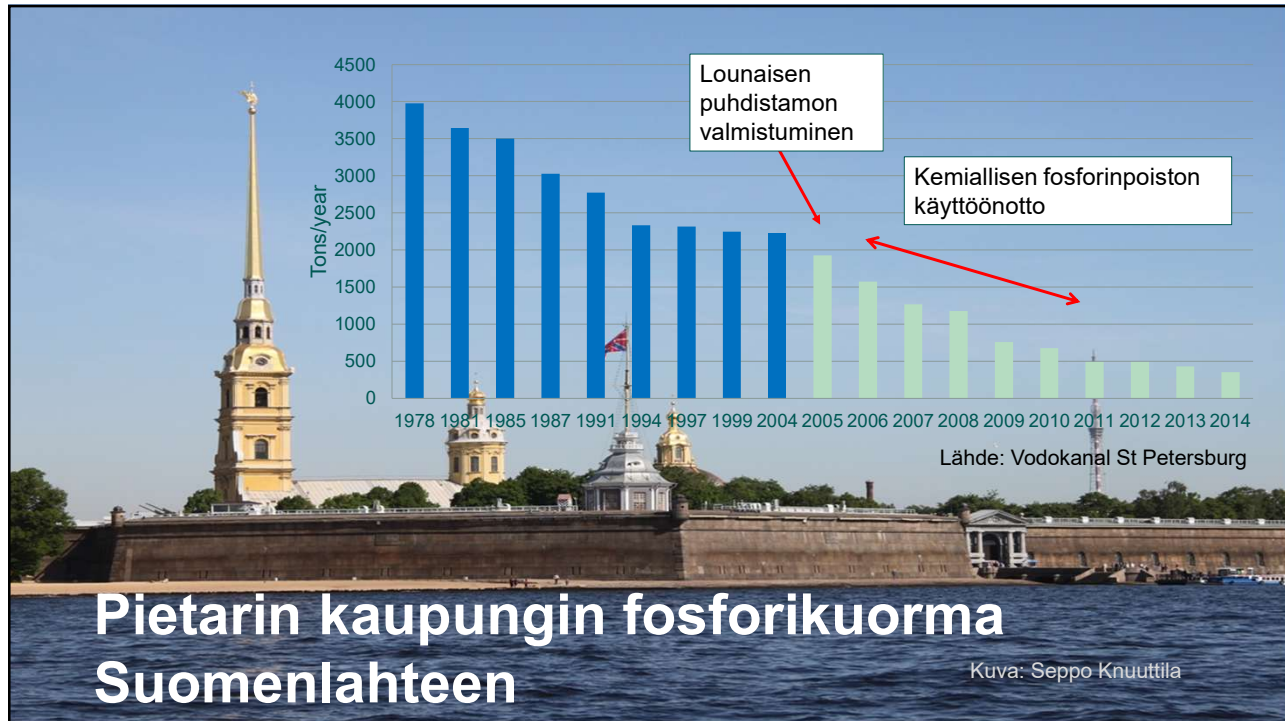 4500
4000
3500
3000
2500
2000
1500
1000
500
0
Tons/year
Lounaisen
puhdistamon
valmistuminen
Kemiallisen fosforinpoiston
käyttöönotto
1978 1981 1985 1987 1991 1994 1997 1999 2004 2005 2006 2007 2008 2009 2010 2011 2012 2013 2014
Lähde: Vodokanal St Petersburg
Pietarin kaupungin fosforikuorma
Suomenlahteen
Kuva: Seppo Knuuttila